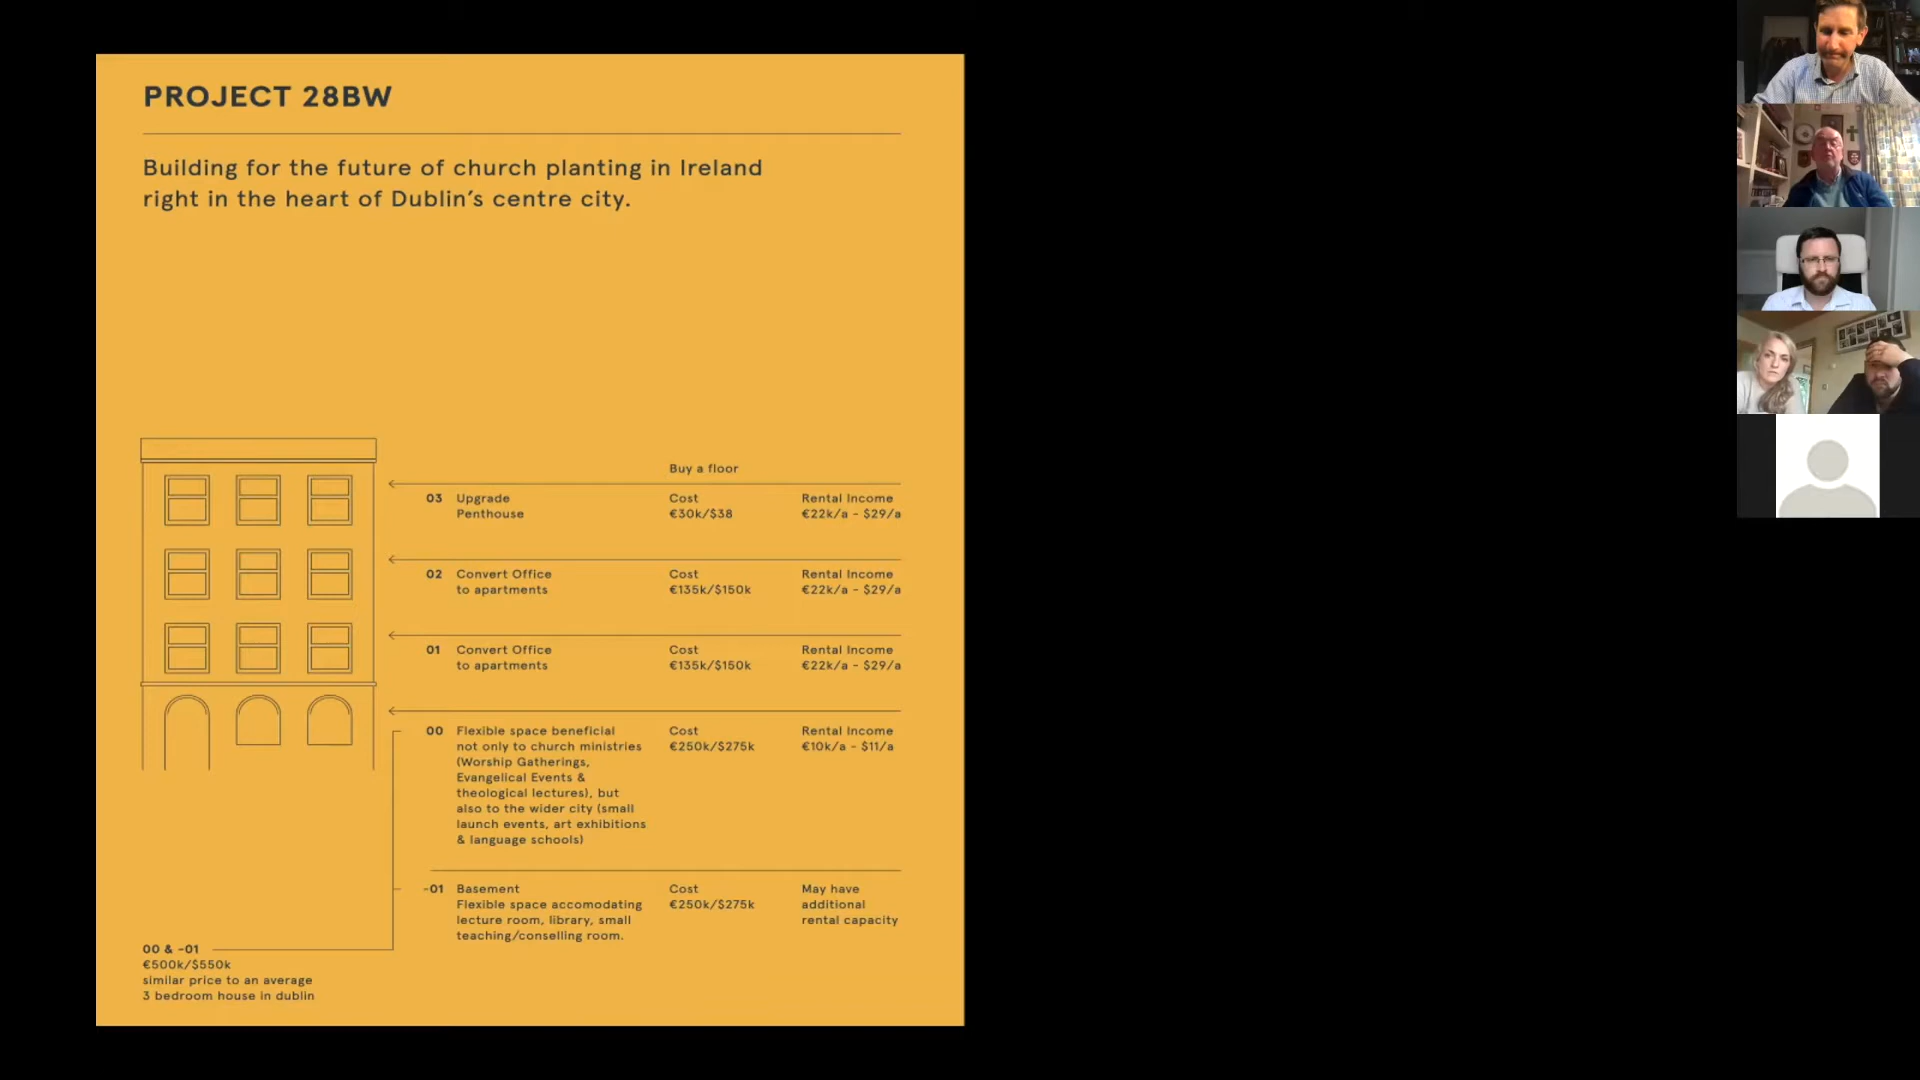 PROJECT 28BW
Building for the future of church planting in Ireland
right in the heart of Dublin's centre city.
Buy a floor
03 Upgrade Cost Rental Income
Penthouse €30k/$38 €22k/a - $29/a
02 Convert Office Cost Rental Income
to apartments €135k/$150k €22k/a - $29/a
01 Convert Office Cost Rental Income
to apartments €135k/$150k €22k/a - $29/a
00 Flexible space beneficial Cost Rental Income
not only to church ministries €250k/$275k €10k/a - $11/a
(Worship Gatherings,
Evangelical Events &
theological lectures), but
also to the wider city (small
launch events, art exhibitions
& language schools)
-01 Basement Cost May have
Flexible space accomodating €250k/$275k additional
lecture room, library, small rental capacity
teaching/conselling room.
00 & -01
€500k/$550k
similar price to an average
3 bedroom house in dublin